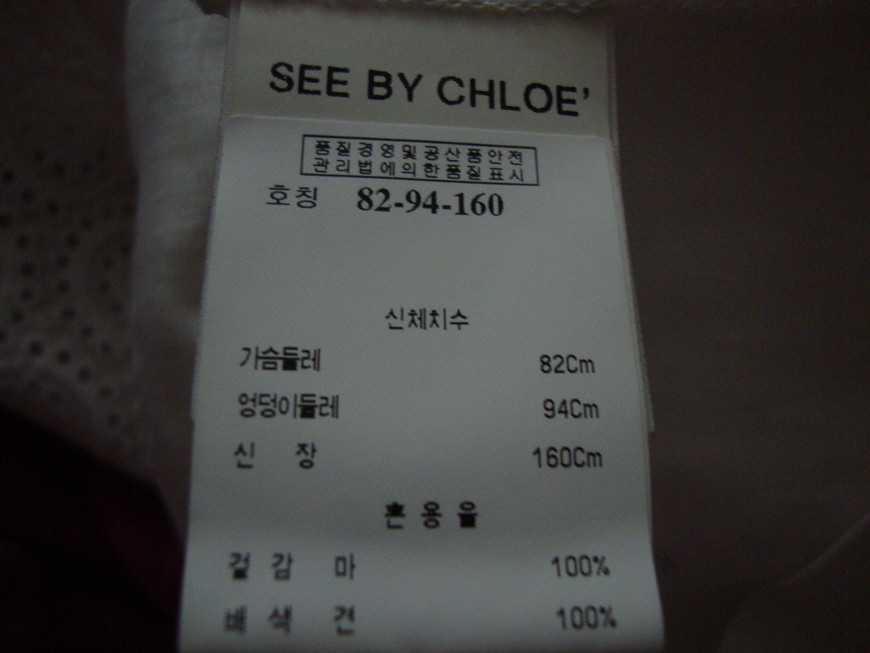 SEE BY CHLOE'
품질경영및공산품안전
관리법에의한품질표시
호칭 82-94-160
신체치수
가슴둘레 82Cm
엉덩이둘레 94Cm
신 장 160Cm
혼 용 율
겉 감 마 100%
배 색 견 100%